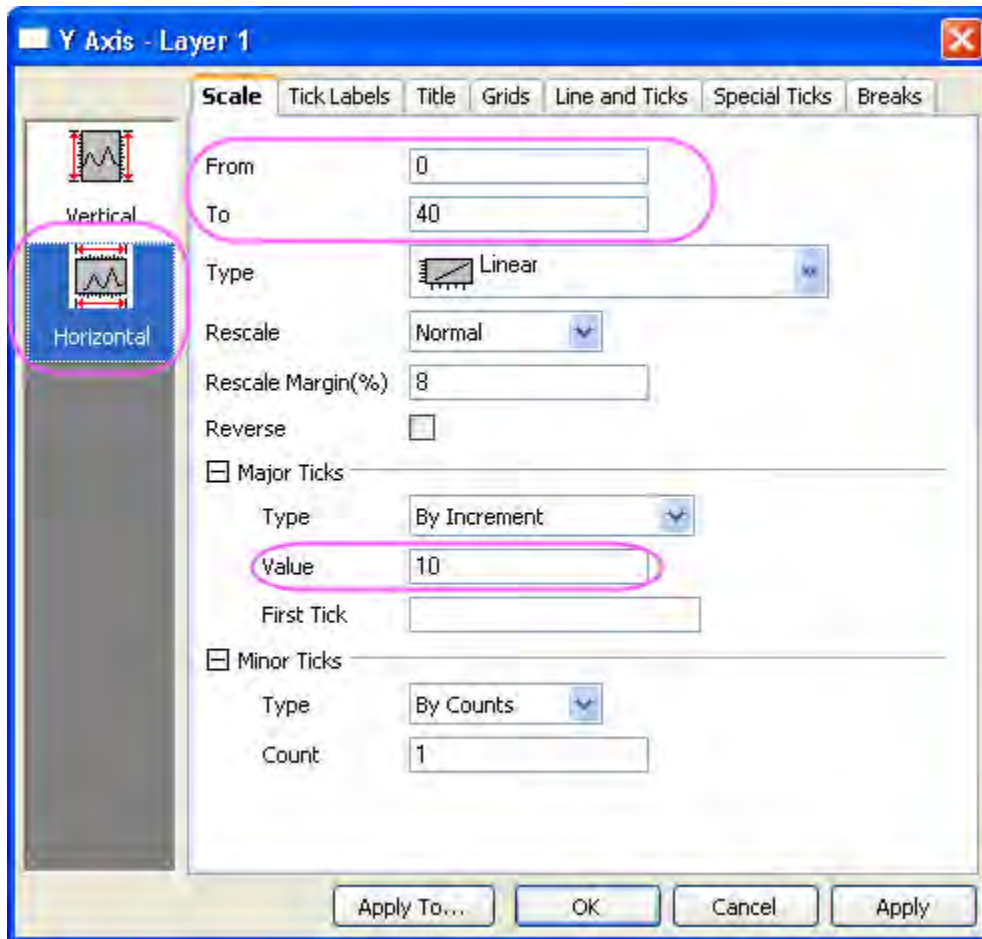 Y Axis - Layer 1
Scale Tick Labels Title Grids Line and Ticks Special Ticks Breaks
Vertical
Horizontal
From 0
To 40
Type Linear
Rescale Normal
Rescale Margin(%) 8
Reverse
Major Ticks
Type By Increment
Value 10
First Tick
Minor Ticks
Type By Counts
Count 1
Apply To... OK Cancel Apply